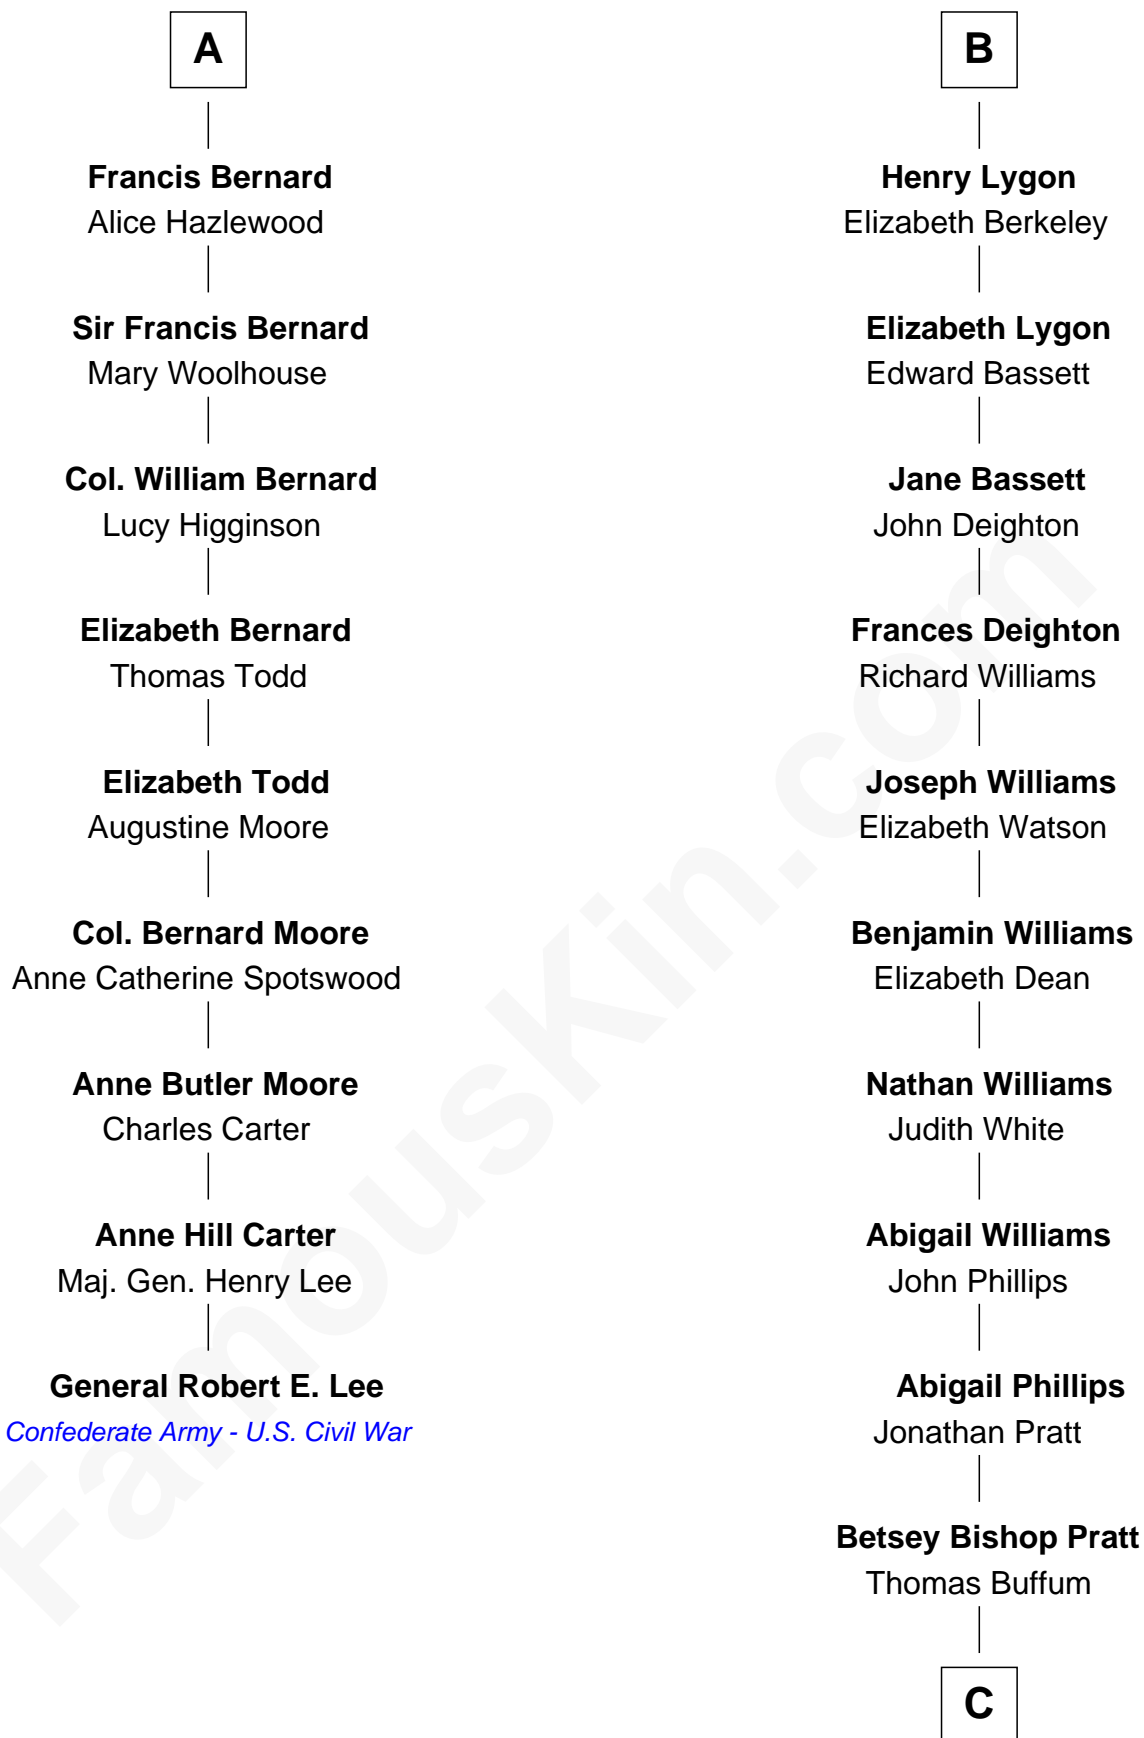 A
Francis Bernard
Alice Hazlewood
Sir Francis Bernard
Mary Woolhouse
Col. William Bernard
Lucy Higginson
Elizabeth Bernard
Thomas Todd
Elizabeth Todd
Augustine Moore
Col. Bernard Moore
Anne Catherine Spotswood
Anne Butler Moore
Charles Carter
Anne Hill Carter
Maj. Gen. Henry Lee
General Robert E. Lee
Confederate Army - U.S. Civil War
B
Henry Lygon
Elizabeth Berkeley
Elizabeth Lygon
Edward Bassett
Jane Bassett
John Deighton
Frances Deighton
Richard Williams
Joseph Williams
Elizabeth Watson
Benjamin Williams
Elizabeth Dean
Nathan Williams
Judith White
Abigail Williams
John Phillips
Abigail Phillips
Jonathan Pratt
Betsey Bishop Pratt
Thomas Buffum
C
FamousKin.com